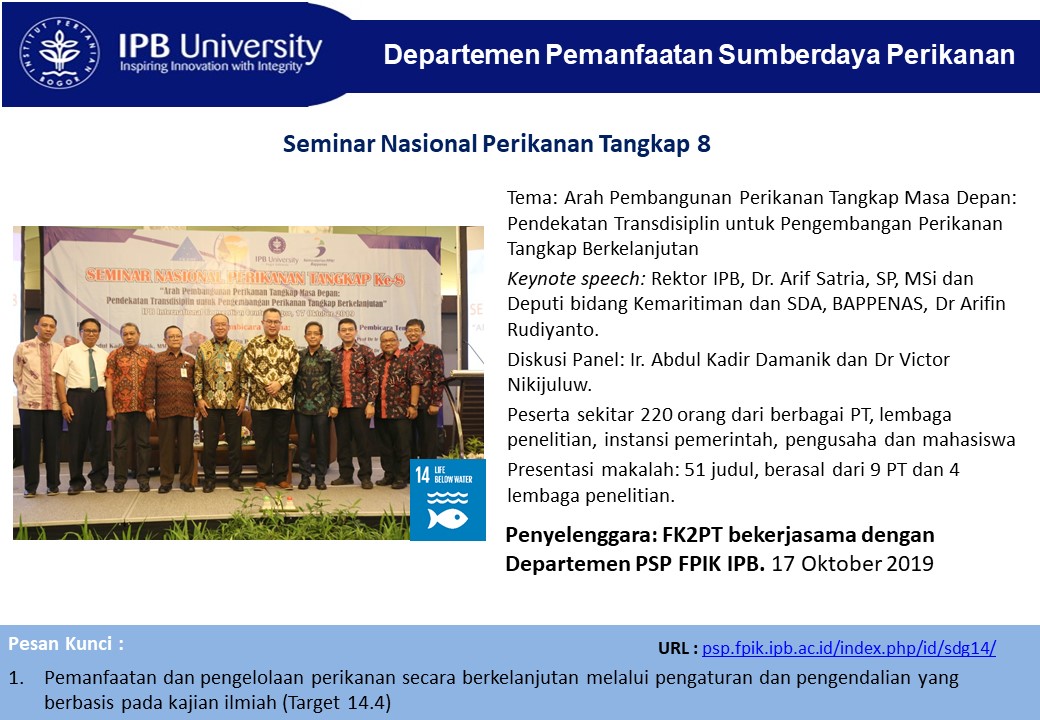 INSTITUT PERTANIAN BOGOR
IPB University
Inspiring Innovation with Integrity
Departemen Pemanfaatan Sumberdaya Perikanan
Seminar Nasional Perikanan Tangkap 8
Tema: Arah Pembangunan Perikanan Tangkap Masa Depan:
Pendekatan Transdisiplin untuk Pengembangan Perikanan
Tangkap Berkelanjutan
Keynote speech: Rektor IPB, Dr. Arif Satria, SP, MSi dan
Deputi bidang Kemaritiman dan SDA, BAPPENAS, Dr Arifin
Rudiyanto.
Diskusi Panel: Ir. Abdul Kadir Damanik dan Dr Victor
Nikijuluw.
Peserta sekitar 220 orang dari berbagai PT, lembaga
penelitian, instansi pemerintah, pengusaha dan mahasiswa
Presentasi makalah: 51 judul, berasal dari 9 PT dan 4
lembaga penelitian.
Penyelenggara: FK2PT bekerjasama dengan
Departemen PSP FPIK IPB. 17 Oktober 2019
IPB University
SEMINAR NASIONAL PERIKANAN TANGKAP Ke-8
"Arah Pembangunan Perikanan Tangkap Masa Depan:
Pendekatan Transdisiplin untuk Pengembangan Perikanan Tangkap Berkelanjutan"
17 Oktober 2019
14 LIFE
BELOW WATER
Pesan Kunci :
URL : psp.fpik.ipb.ac.id/index.php/id/sdg14/
1. Pemanfaatan dan pengelolaan perikanan secara berkelanjutan melalui pengaturan dan pengendalian yang
berbasis pada kajian ilmiah (Target 14.4)